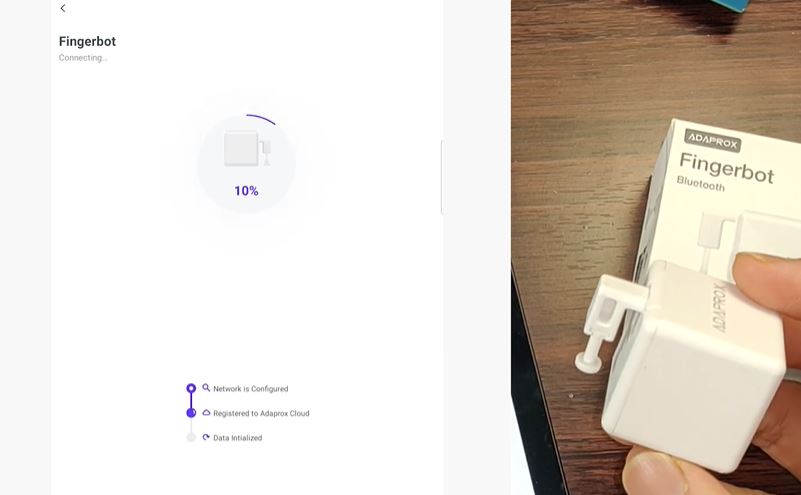 Fingerbot
Connecting...
10%
Network is Configured
Registered to Adaprox Cloud
Data Intialized
ADAPROX
Fingerbot
Bluetooth
ADAPROX